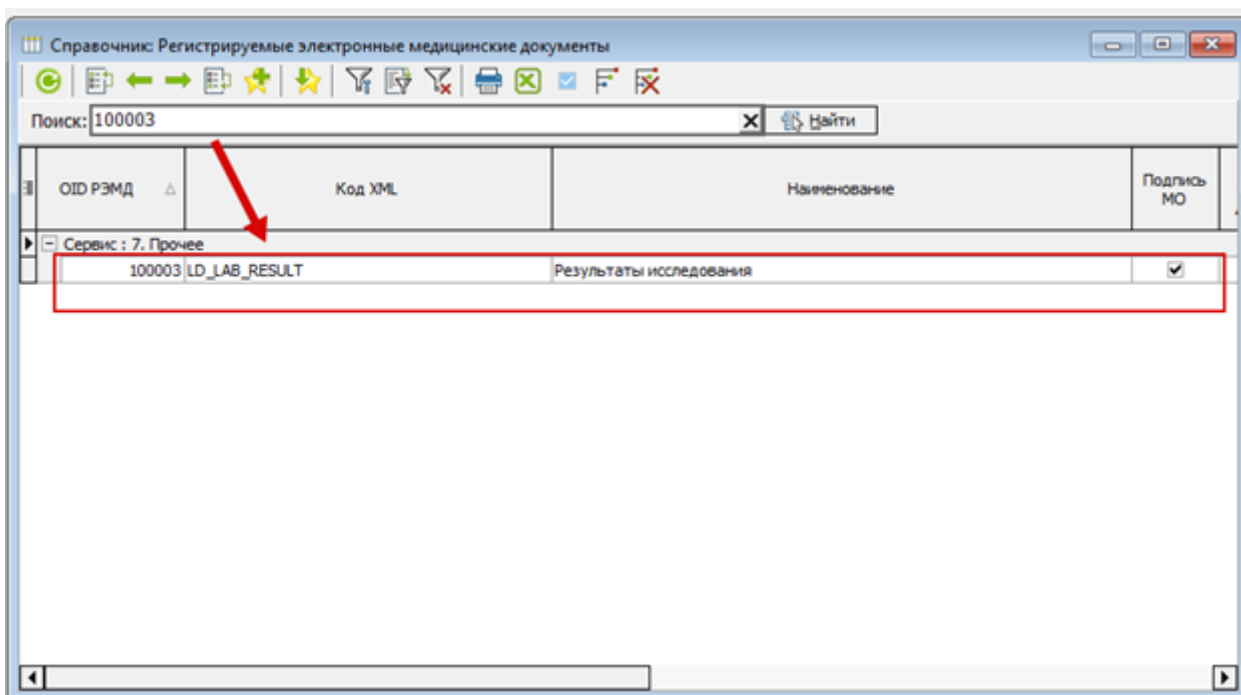 Справочник: Регистрируемые электронные медицинские документы
Поиск: 100003 Найти
OID РЭМД Код XML Наименование Подпись МО
Сервис : 7. Прочее
100003 LD_LAB_RESULT Результаты исследования